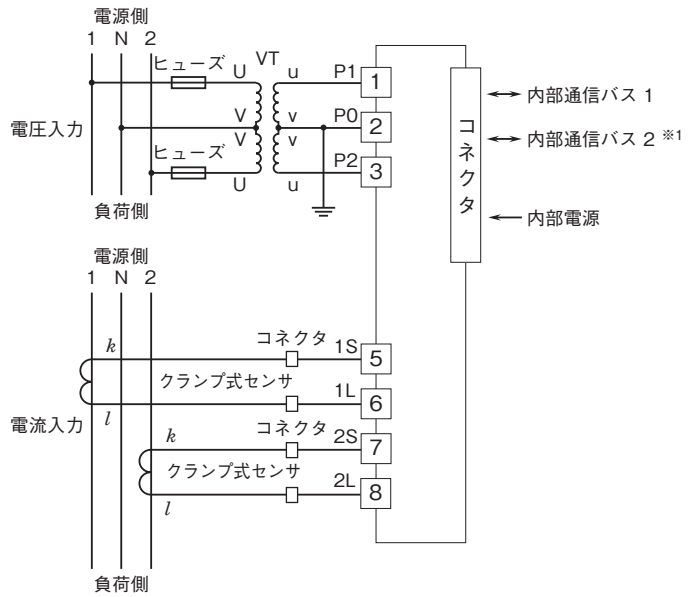 電源側
1 N 2
ヒューズ
U
VT
u
P1
1
電圧入力
V
V
v
v
P0
2
ヒューズ
U
u
P2
3
負荷側
コネクタ
内部通信バス 1
内部通信バス 2 ※1
内部電源
電源側
1 N 2
k
コネクタ
1S
5
クランプ式センサ
l
1L
6
電流入力
k
コネクタ
2S
7
クランプ式センサ
l
2L
8
負荷側